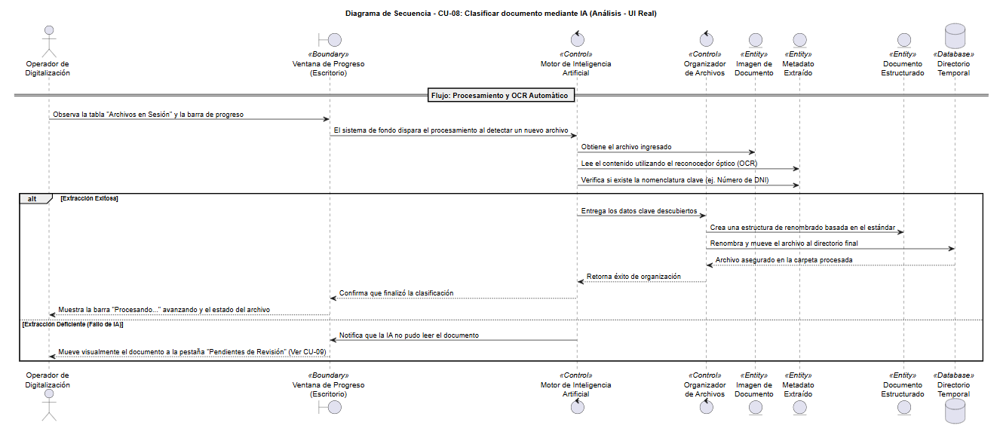 Diagrama de Secuencia - CU-08: Clasificar documento mediante IA (Análisis - UI Real)
Operador de
Digitalización
«Boundary»
Ventana de Progreso
(Escritorio)
«Control»
Motor de Inteligencia
Artificial
«Control»
Organizador
de Archivos
«Entity»
Imagen de
Documento
«Entity»
Metadato
Extraído
«Entity»
Documento
Estructurado
«Database»
Directorio
Temporal
Flujo: Procesamiento y OCR Automático
Observa la tabla "Archivos en Sesión" y la barra de progreso
El sistema de fondo dispara el procesamiento al detectar un nuevo archivo
Obtiene el archivo ingresado
Lee el contenido utilizando el reconocedor óptico (OCR)
Verifica si existe la nomenclatura clave (ej. Número de DNI)
alt
[Extracción Exitosa]
Entrega los datos clave descubiertos
Crea una estructura de renombrado basada en el estándar
Renombra y mueve el archivo al directorio final
Archivo asegurado en la carpeta procesada
Retorna éxito de organización
Confirma que finalizó la clasificación
Muestra la barra "Procesando..." avanzando y el estado del archivo
[Extracción Deficiente (Fallo de IA)]
Notifica que la IA no pudo leer el documento
Mueve visualmente el documento a la pestaña "Pendientes de Revisión" (Ver CU-09)
Operador de
Digitalización
«Boundary»
Ventana de Progreso
(Escritorio)
«Control»
Motor de Inteligencia
Artificial
«Control»
Organizador
de Archivos
«Entity»
Imagen de
Documento
«Entity»
Metadato
Extraído
«Entity»
Documento
Estructurado
«Database»
Directorio
Temporal